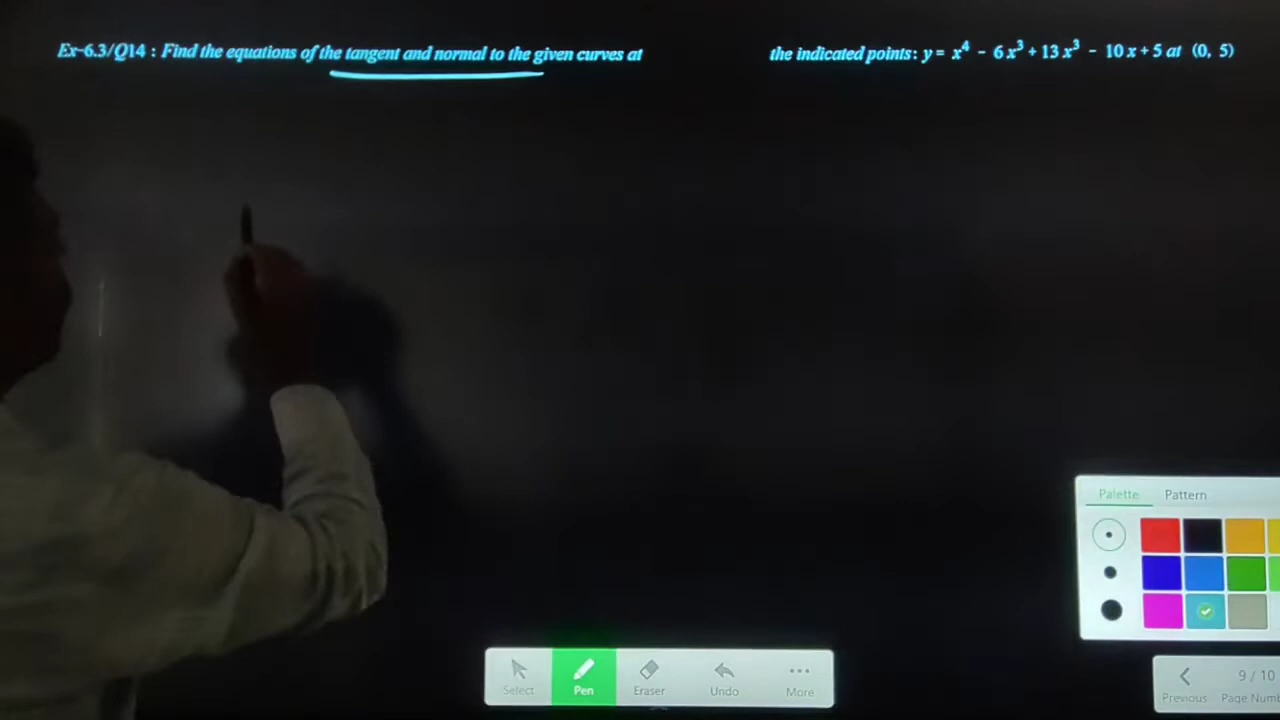 Ex-6.3/Q14 : Find the equations of the tangent and normal to the given curves at the indicated points: y = x⁴ - 6x³ + 13x³ - 10x + 5 at (0, 5)
Palette Pattern
Select Pen Eraser Undo More
9 / 10
Previous